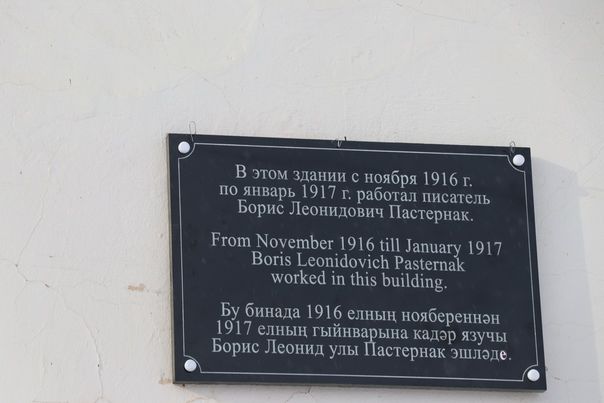 В этом здании с ноября 1916 г.
по январь 1917 г. работал писатель
Борис Леонидович Пастернак.
From November 1916 till January 1917
Boris Leonidovich Pasternak
worked in this building.
Бу бинада 1916 елның ноябереннән
1917 елның гыйнварына кадәр язучы
Борис Леонид улы Пастернак эшләде.